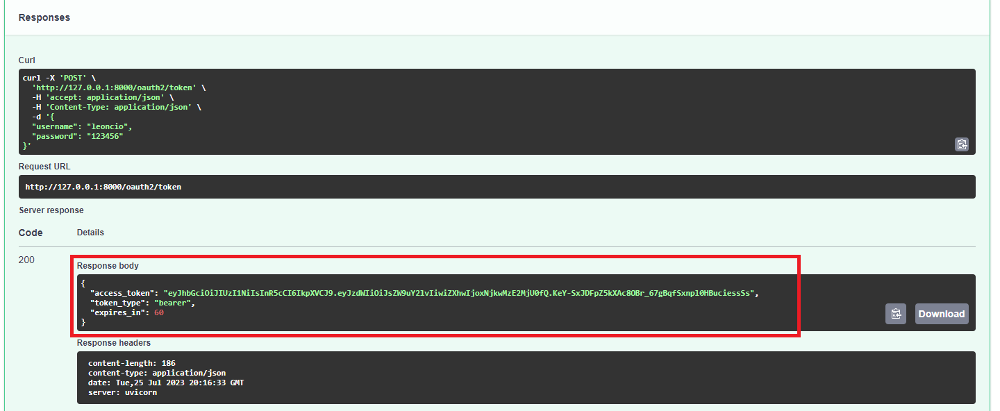 Responses
Curl
curl -X 'POST' \
'http://127.0.0.1:8000/oauth2/token' \
-H 'accept: application/json' \
-H 'Content-Type: application/json' \
-d '{
"username": "leoncio",
"password": "123456"
}'
Request URL
http://127.0.0.1:8000/oauth2/token
Server response
Code Details
200
Response body
{
"access_token": "eyJhbGciOiJIUzI1NiIsInR5cCI6IkpXVCJ9.eyJzdWIiOiJsZW9uY2lvIiwiZXhwIjoxNjkwMzE2MjU0fQ.KeY-SxJDFpZ5kXAc8OBr_67gBqfSxnpl0HBuciessSs",
"token_type": "bearer",
"expires_in": 60
}
Download
Response headers
content-length: 186
content-type: application/json
date: Tue,25 Jul 2023 20:16:33 GMT
server: uvicorn